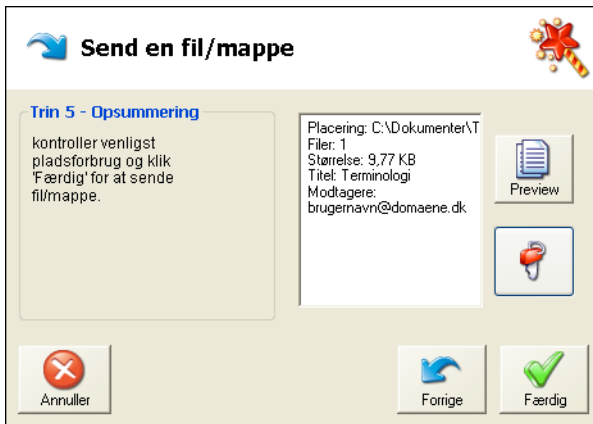 Send en fil/mappe
Trin 5 - Opsummering
kontroller venligst
pladsforbrug og klik
'Færdig' for at sende
fil/mappe.
Placering: C:\Dokumenter\T
Filer: 1
Størrelse: 9,77 KB
Titel: Terminologi
Modtagere:
brugernavn@domaene.dk
Preview
Annuller
Forrige
Færdig